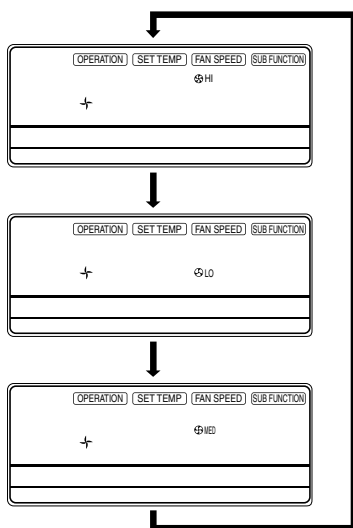 OPERATION SET TEMP FAN SPEED SUB FUNCTION
HI
OPERATION SET TEMP FAN SPEED SUB FUNCTION
LO
OPERATION SET TEMP FAN SPEED SUB FUNCTION
MED